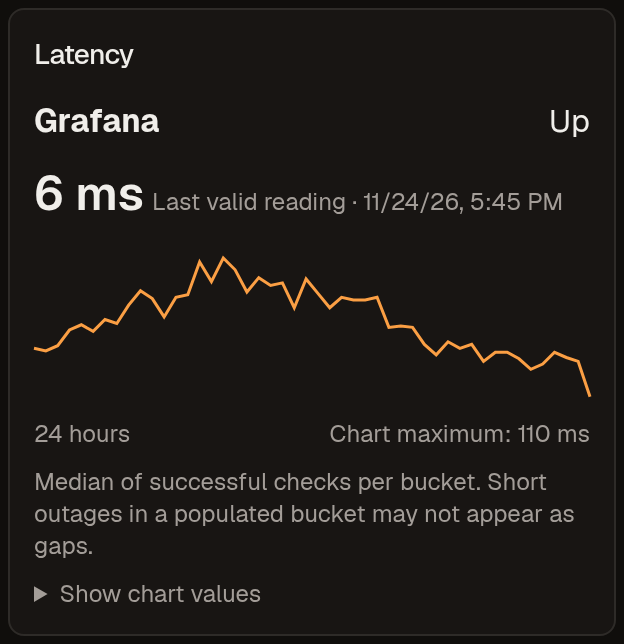 Latency
Grafana
Up
6 ms Last valid reading · 11/24/26, 5:45 PM
24 hours
Chart maximum: 110 ms
Median of successful checks per bucket. Short
outages in a populated bucket may not appear as
gaps.
Show chart values